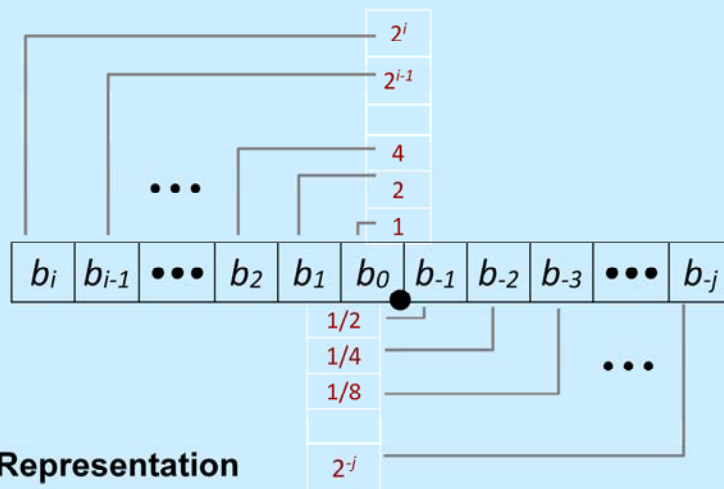 2^i
2^{i-1}
4
2
1
b_i b_{i-1} ••• b_2 b_1 b_0 b_{-1} b_{-2} b_{-3} ••• b_{-j}
1/2
1/4
1/8
2^{-j}
Representation